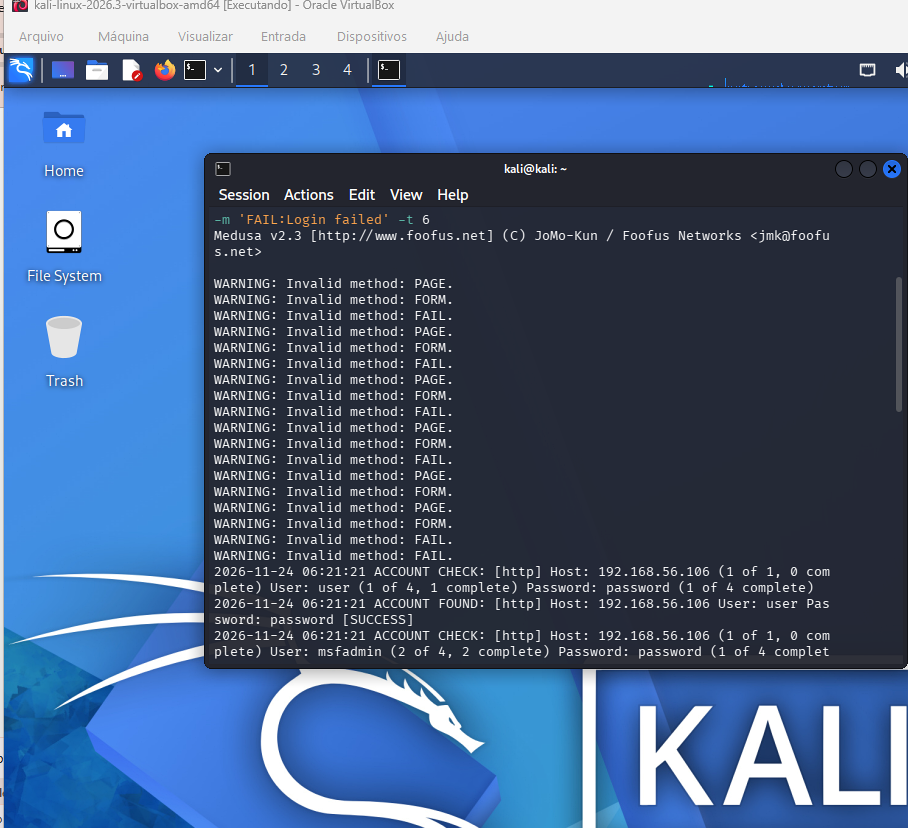 kali-linux-2026.3-virtualbox-amd64 [Executando] - Oracle VirtualBox
Arquivo Máquina Visualizar Entrada Dispositivos Ajuda
1 2 3 4
Home
File System
Trash
kali@kali: ~
Session Actions Edit View Help
-m 'FAIL:Login failed' -t 6
Medusa v2.3 [http://www.foofus.net] (C) JoMo-Kun / Foofus Networks <jmk@foofu
s.net>
WARNING: Invalid method: PAGE.
WARNING: Invalid method: FORM.
WARNING: Invalid method: FAIL.
WARNING: Invalid method: PAGE.
WARNING: Invalid method: FORM.
WARNING: Invalid method: FAIL.
WARNING: Invalid method: PAGE.
WARNING: Invalid method: FORM.
WARNING: Invalid method: FAIL.
WARNING: Invalid method: PAGE.
WARNING: Invalid method: FORM.
WARNING: Invalid method: FAIL.
WARNING: Invalid method: PAGE.
WARNING: Invalid method: FORM.
WARNING: Invalid method: PAGE.
WARNING: Invalid method: FORM.
WARNING: Invalid method: FAIL.
WARNING: Invalid method: FAIL.
2026-11-24 06:21:21 ACCOUNT CHECK: [http] Host: 192.168.56.106 (1 of 1, 0 com
plete) User: user (1 of 4, 1 complete) Password: password (1 of 4 complete)
2026-11-24 06:21:21 ACCOUNT FOUND: [http] Host: 192.168.56.106 User: user Pas
sword: password [SUCCESS]
2026-11-24 06:21:21 ACCOUNT CHECK: [http] Host: 192.168.56.106 (1 of 1, 0 com
plete) User: msfadmin (2 of 4, 2 complete) Password: password (1 of 4 complet
KALI